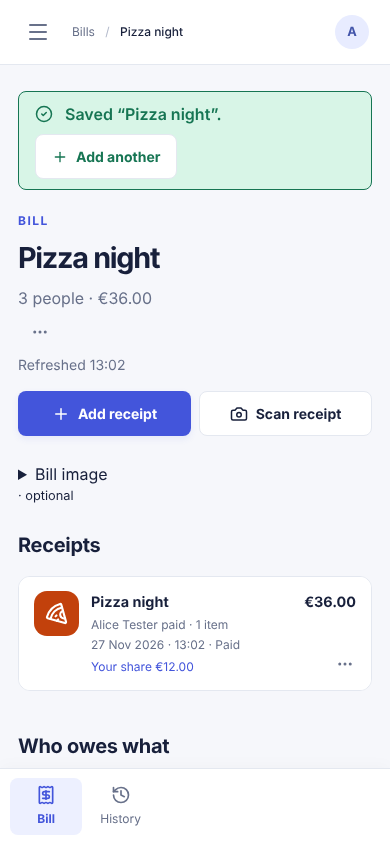 Bills / Pizza night
A
Saved “Pizza night”.
Add another
BILL
Pizza night
3 people · €36.00
...
Refreshed 13:02
Add receipt
Scan receipt
Bill image
· optional
Receipts
Pizza night €36.00
Alice Tester paid · 1 item
27 Nov 2026 · 13:02 · Paid
Your share €12.00
...
Who owes what
Bill
History